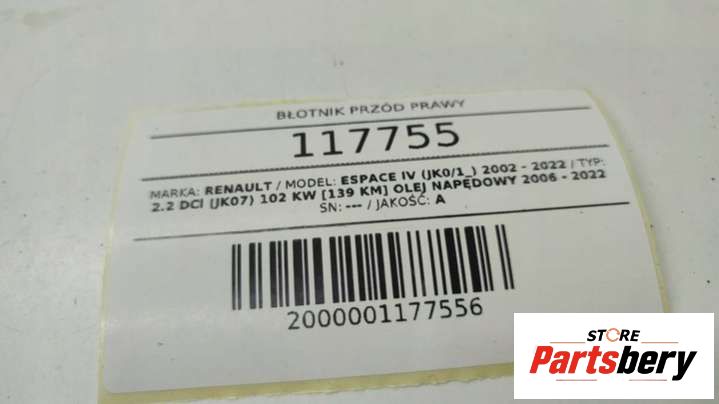 BŁOTNIK PRZÓD PRAWY
117755
MARKA: RENAULT / MODEL: ESPACE IV (JK0/1_) 2002 - 2022 / TYP:
2.2 DCI (JK07) 102 KW [139 KM] OLEJ NAPĘDOWY 2006 - 2022
SN: --- / JAKOŚĆ: A
2000001177556
STORE
Partsbery